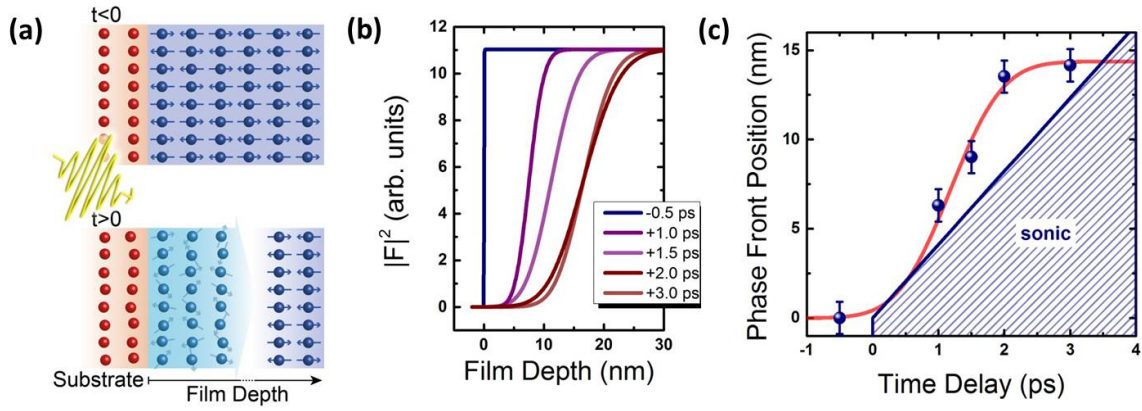 (a)
t<0
t>0
Substrate
Film Depth
(b)
|F|² (arb. units)
12
10
8
6
4
2
0
-0.5 ps
+1.0 ps
+1.5 ps
+2.0 ps
+3.0 ps
0 10 20 30
Film Depth (nm)
(c)
Phase Front Position (nm)
15
10
5
0
sonic
-1 0 1 2 3 4
Time Delay (ps)